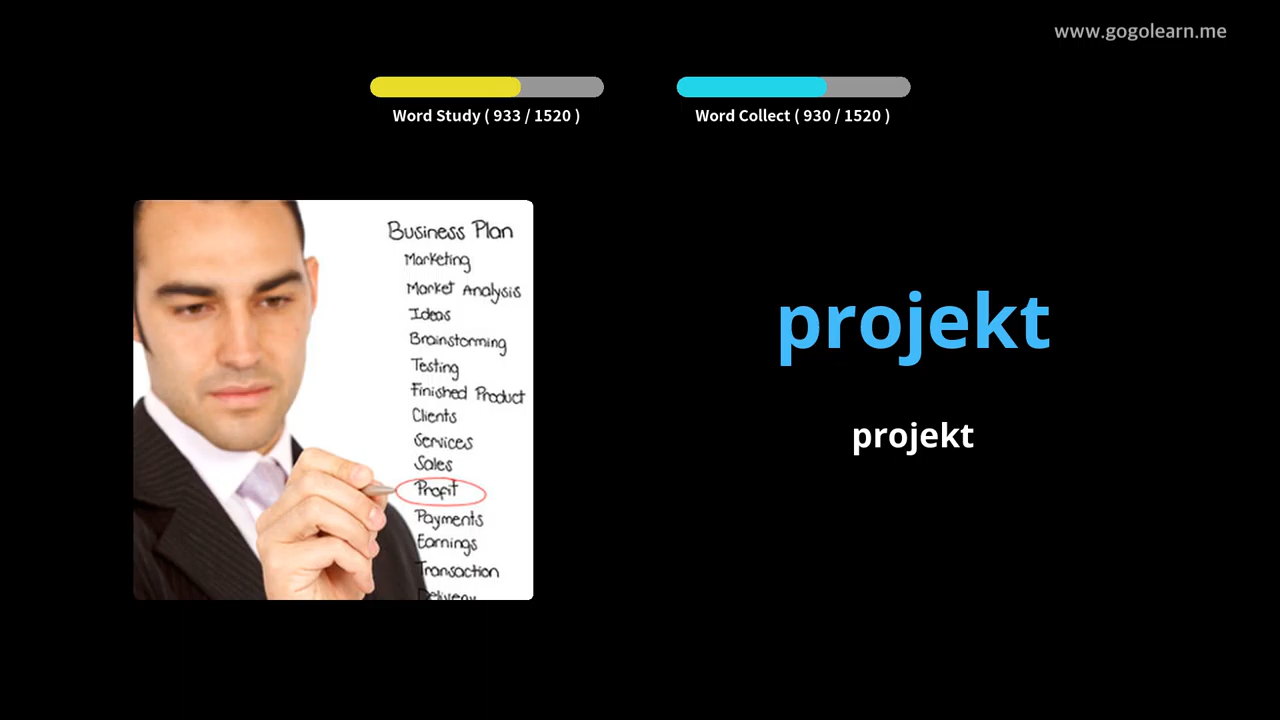 www.gogolearn.me
Word Study ( 933 / 1520 )
Word Collect ( 930 / 1520 )
Business Plan
Marketing
Market Analysis
Ideas
Brainstorming
Testing
Finished Product
Clients
Services
Sales
Profit
Payments
Earnings
Transaction
Delivery
projekt
projekt